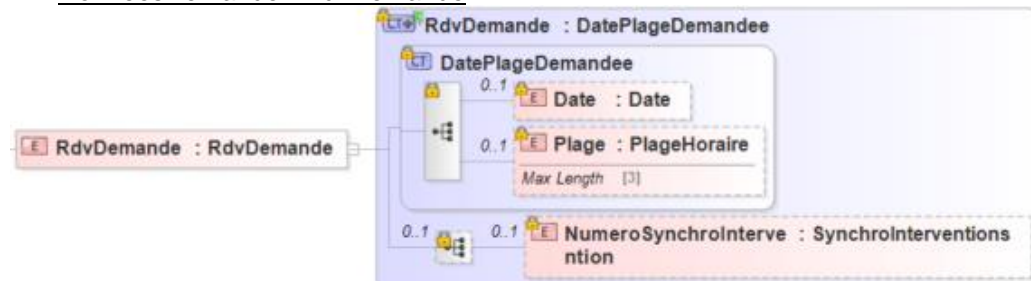 RdvDemande : DatePlageDemandee
CT DatePlageDemandee
0..1 E Date : Date
E RdvDemande : RdvDemande
0..1 E Plage : PlageHoraire
Max Length [3]
0..1 0..1 E NumeroSynchroInterve : SynchroInterventions
ntion